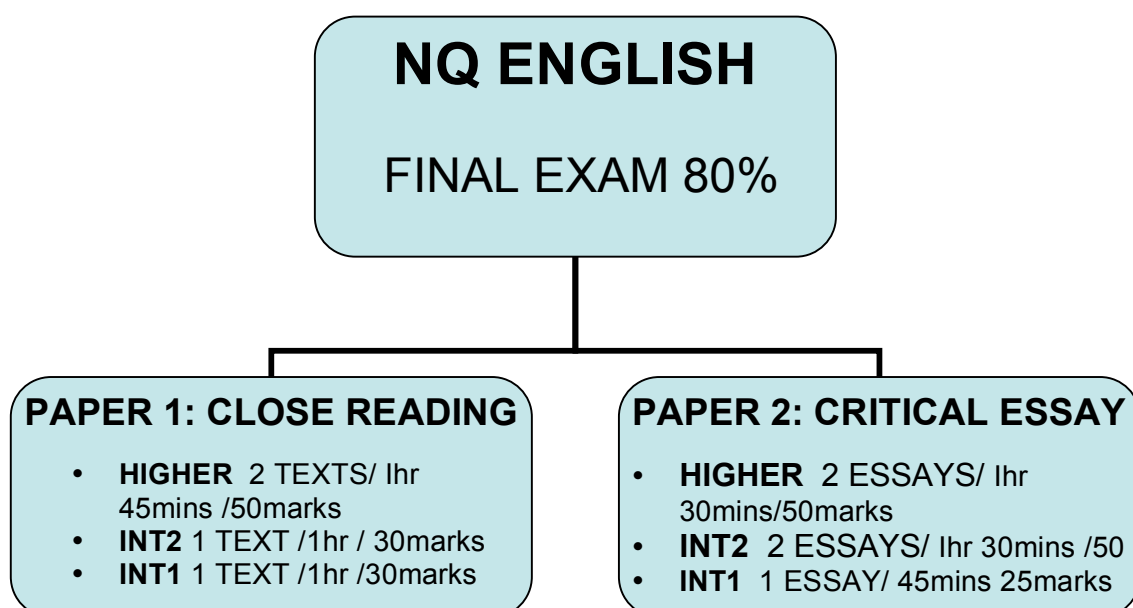 NQ ENGLISH
FINAL EXAM 80%
PAPER 1: CLOSE READING
• HIGHER 2 TEXTS/ Ihr
45mins /50marks
• INT2 1 TEXT /1hr / 30marks
• INT1 1 TEXT /1hr /30marks
PAPER 2: CRITICAL ESSAY
• HIGHER 2 ESSAYS/ Ihr
30mins/50marks
• INT2 2 ESSAYS/ Ihr 30mins /50
• INT1 1 ESSAY/ 45mins 25marks